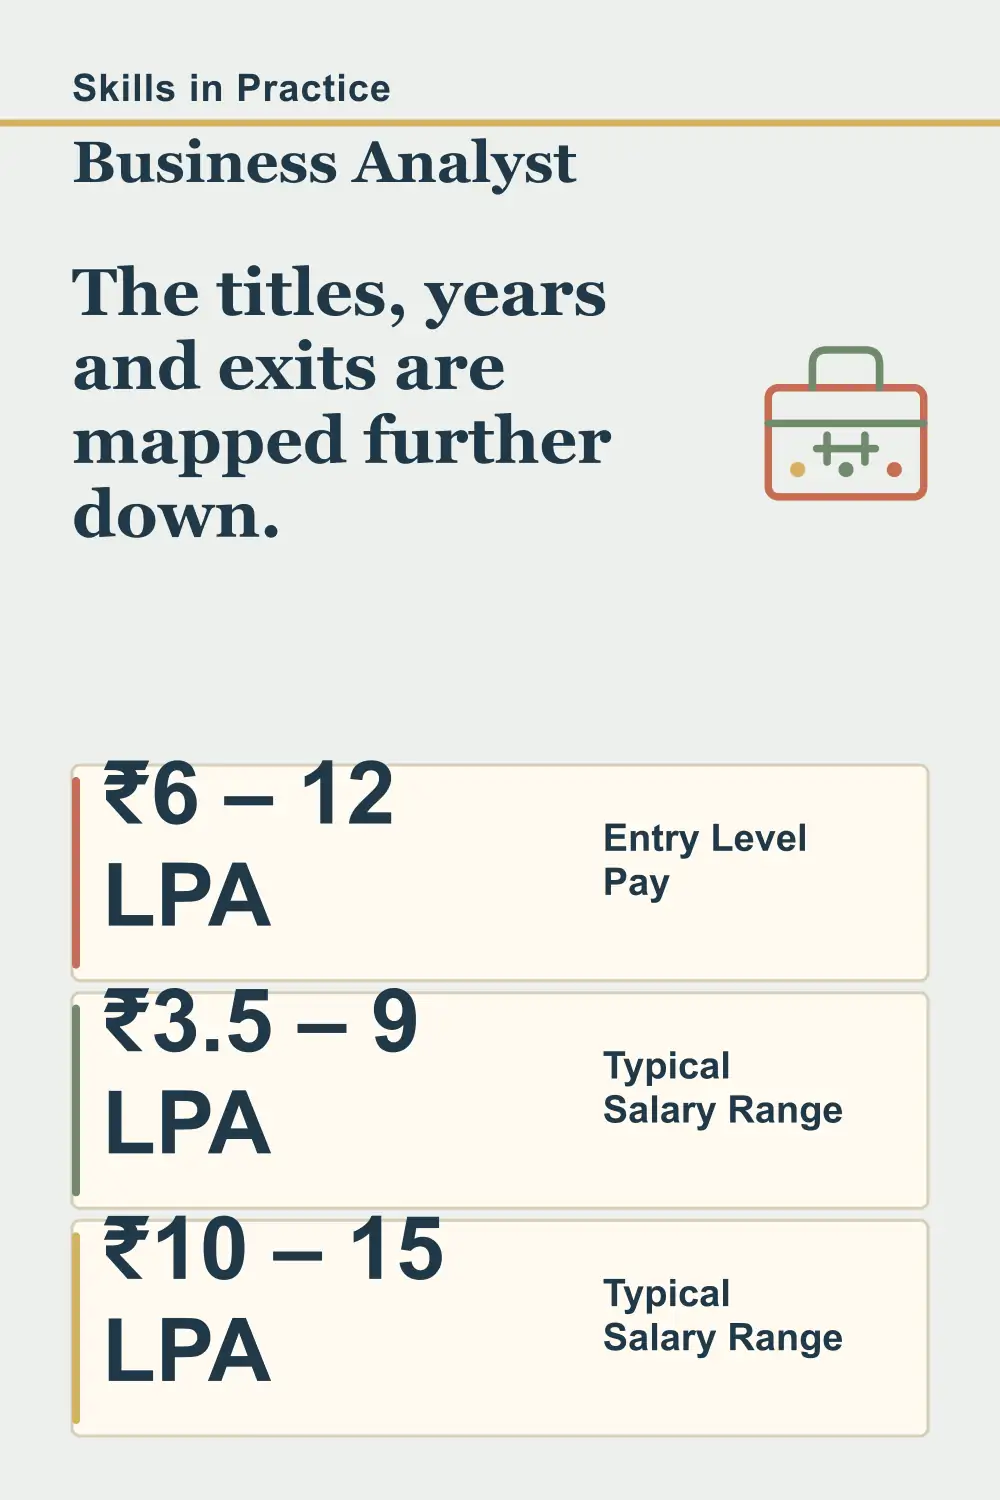 Skills in Practice
Business Analyst
The titles, years
and exits are
mapped further
down.
₹6 – 12
LPA
Entry Level
Pay
₹3.5 – 9
LPA
Typical
Salary Range
₹10 – 15
LPA
Typical
Salary Range